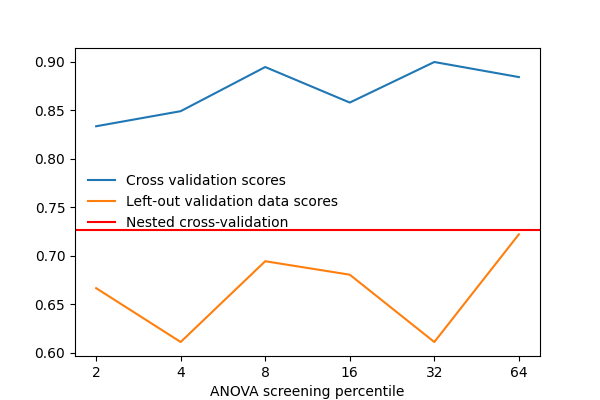 0.90
0.85
0.80
0.75
0.70
0.65
0.60
Cross validation scores
Left-out validation data scores
Nested cross-validation
2 4 8 16 32 64
ANOVA screening percentile